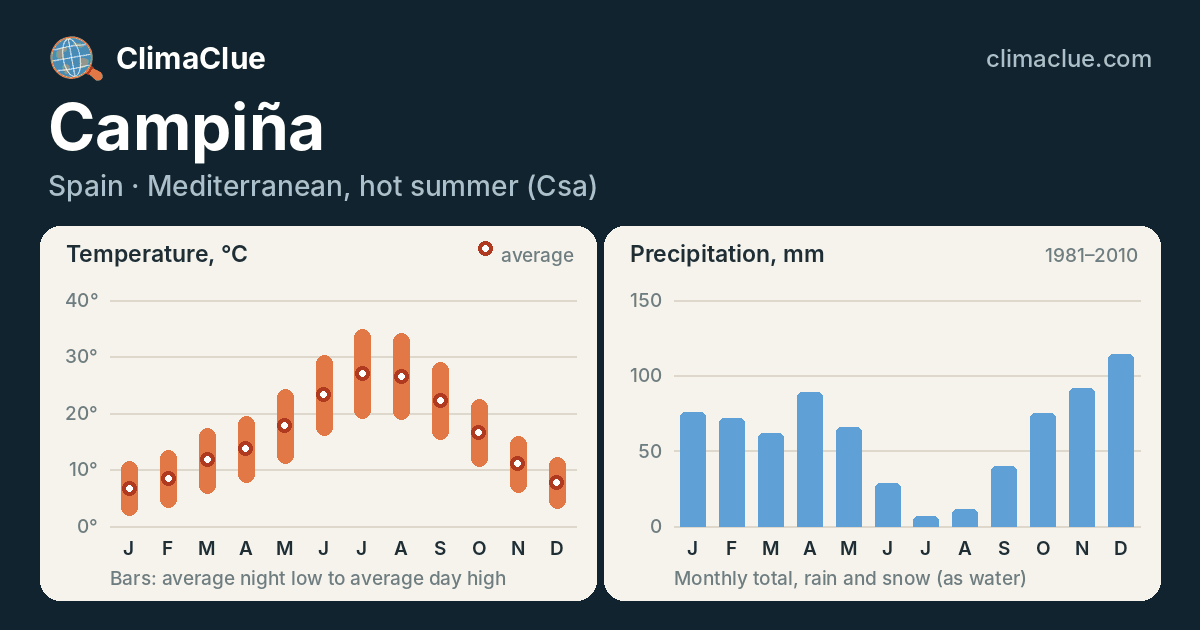 ClimaClue
climaclue.com
Campiña
Spain · Mediterranean, hot summer (Csa)
Temperature, °C
average
40°
30°
20°
10°
0°
J F M A M J J A S O N D
Bars: average night low to average day high
Precipitation, mm
1981–2010
150
100
50
0
J F M A M J J A S O N D
Monthly total, rain and snow (as water)